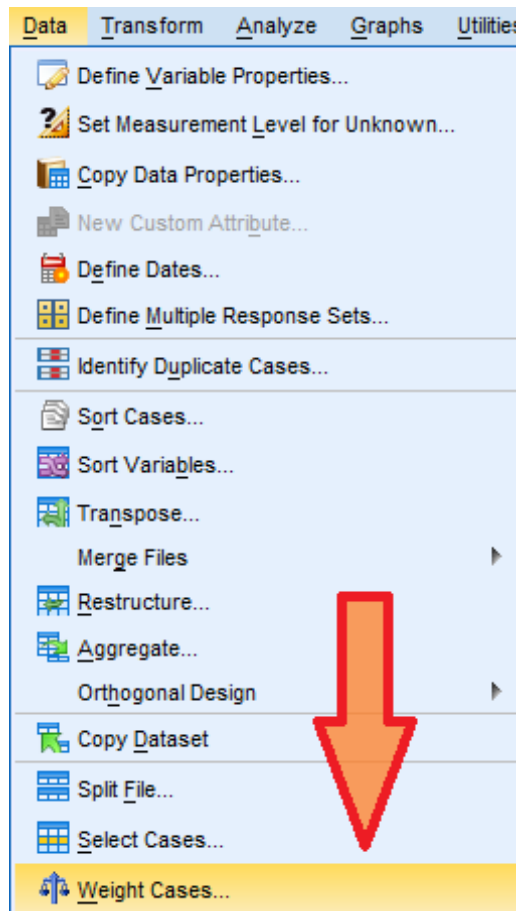 Data Transform Analyze Graphs Utilities
Define Variable Properties...
Set Measurement Level for Unknown...
Copy Data Properties...
New Custom Attribute...
Define Dates...
Define Multiple Response Sets...
Identify Duplicate Cases...
Sort Cases...
Sort Variables...
Transpose...
Merge Files
Restructure...
Aggregate...
Orthogonal Design
Copy Dataset
Split File...
Select Cases...
Weight Cases...